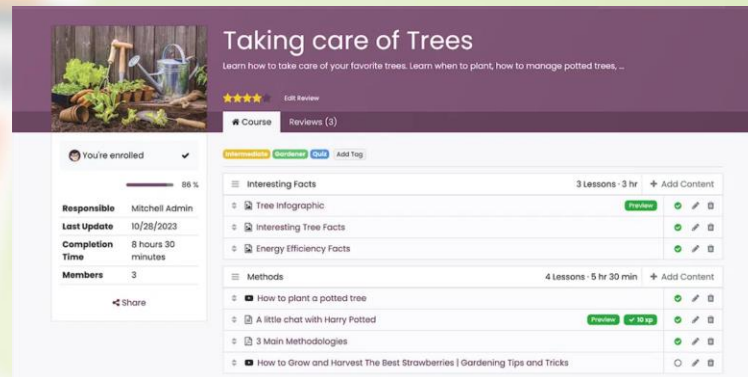 Taking care of Trees
Learn how to take care of your favorite trees. Learn when to plant, how to manage potted trees, ...
Edit Review
Course
Reviews (3)
You're enrolled
86 %
Responsible Mitchell Admin
Last Update 10/28/2023
Completion Time 8 hours 30 minutes
Members 3
Share
Intermediate Gardener Quiz Add Tag
Interesting Facts 3 Lessons · 3 hr + Add Content
Tree Infographic Preview
Interesting Tree Facts
Energy Efficiency Facts
Methods 4 Lessons · 5 hr 30 min + Add Content
How to plant a potted tree
A little chat with Harry Potted Preview 10 xp
3 Main Methodologies
How to Grow and Harvest The Best Strawberries | Gardening Tips and Tricks